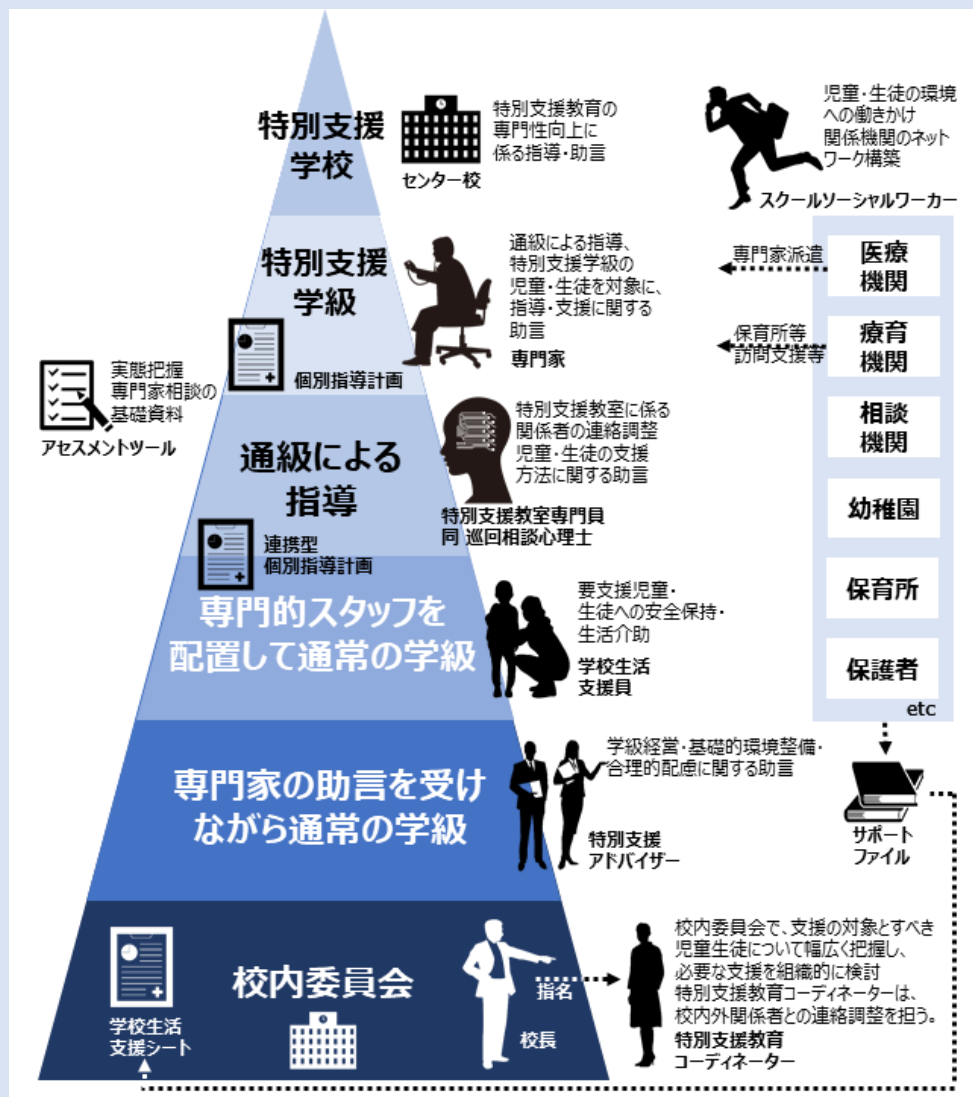 特別支援
学校
センター校
特別支援教育の
専門性向上に
係る指導・助言
児童・生徒の環境
への働きかけ
関係機関のネット
ワーク構築
スクールソーシャルワーカー
特別支援
学級
個別指導計画
通級による指導、
特別支援学級の
児童・生徒を対象に、
指導・支援に関する
助言
専門家
専門家派遣
医療
機関
保育所等
訪問支援等
療育
機関
相談
機関
幼稚園
保育所
保護者
etc
実態把握
専門家相談の
基礎資料
アセスメントツール
通級による
指導
連携型
個別指導計画
特別支援教室に係る
関係者の連絡調整
児童・生徒の支援
方法に関する助言
特別支援教室専門員
同 巡回相談心理士
専門的スタッフを
配置して通常の学級
要支援児童・
生徒への安全保持・
生活介助
学校生活
支援員
専門家の助言を受け
ながら通常の学級
学級経営・基礎的環境整備・
合理的配慮に関する助言
特別支援
アドバイザー
サポート
ファイル
校内委員会
学校生活
支援シート
校長
指名
校内委員会で、支援の対象とすべき
児童生徒について幅広く把握し、
必要な支援を組織的に検討
特別支援教育コーディネーターは、
校内外関係者との連絡調整を担う。
特別支援教育
コーディネーター